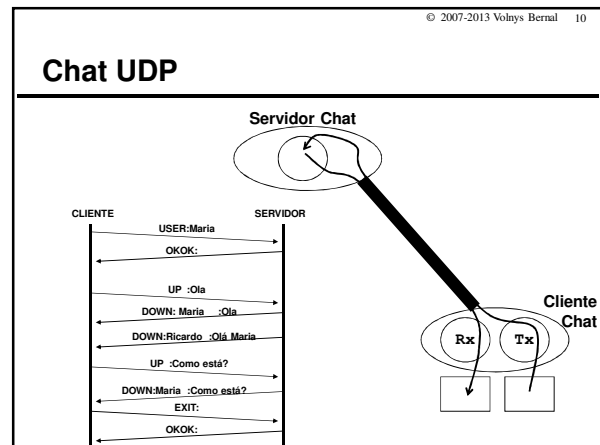 © 2007-2013 Volnys Bernal 10
Chat UDP
Servidor Chat
CLIENTE SERVIDOR
USER:Maria
OKOK:
UP :Ola
DOWN: Maria :Ola
DOWN:Ricardo :Olá Maria
UP :Como está?
DOWN:Maria :Como está?
EXIT:
OKOK:
Cliente
Chat
Rx Tx